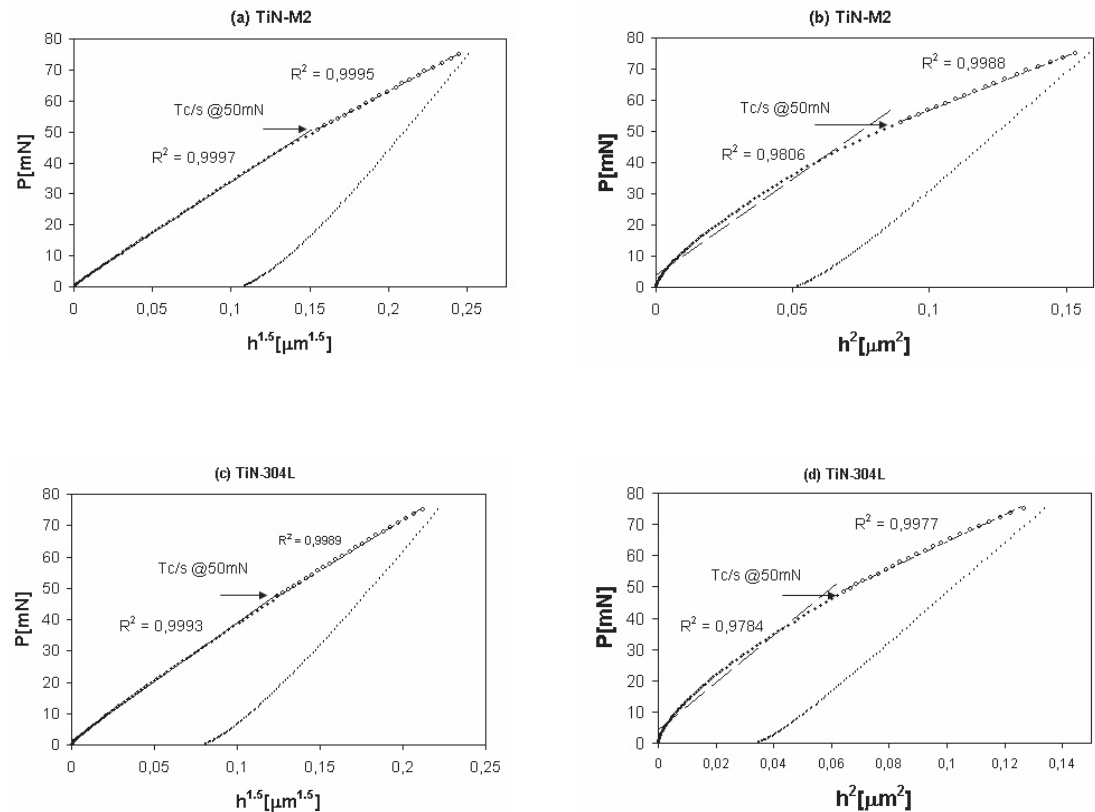 (a) TiN-M2
P[mN]
80
70
60
50
40
30
20
10
0
R² = 0,9995
Tc/s @50mN
R² = 0,9997
0 0,05 0,1 0,15 0,2 0,25
h¹·⁵[μm¹·⁵]
(b) TiN-M2
P[mN]
80
70
60
50
40
30
20
10
0
R² = 0,9988
Tc/s @50mN
R² = 0,9806
0 0,05 0,1 0,15
h²[μm²]
(c) TiN-304L
P[mN]
80
70
60
50
40
30
20
10
0
R² = 0,9989
Tc/s @50mN
R² = 0,9993
0 0,05 0,1 0,15 0,2 0,25
h¹·⁵[μm¹·⁵]
(d) TiN-304L
P[mN]
80
70
60
50
40
30
20
10
0
R² = 0,9977
Tc/s @50mN
R² = 0,9784
0 0,02 0,04 0,06 0,08 0,1 0,12 0,14
h²[μm²]